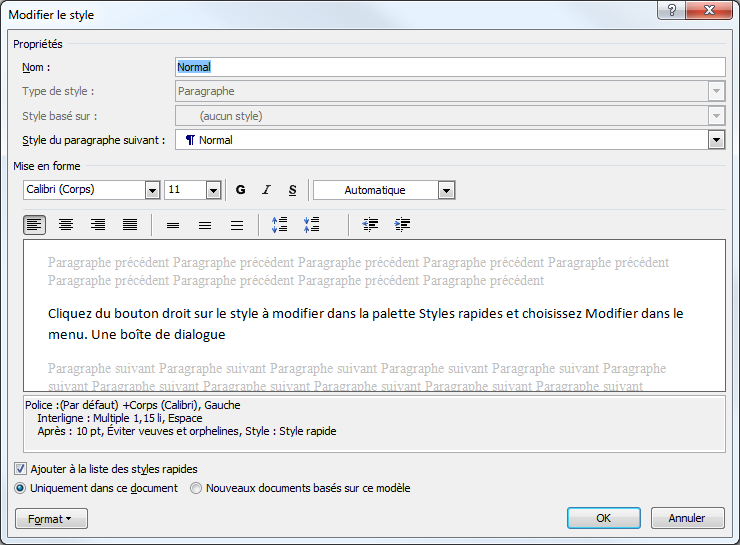 Modifier le style
Propriétés
Nom : Normal
Type de style : Paragraphe
Style basé sur : (aucun style)
Style du paragraphe suivant : ¶ Normal
Mise en forme
Calibri (Corps) 11 G I S Automatique
Paragraphe précédent Paragraphe précédent Paragraphe précédent Paragraphe précédent Paragraphe précédent
Paragraphe précédent Paragraphe précédent Paragraphe précédent Paragraphe précédent
Cliquez du bouton droit sur le style à modifier dans la palette Styles rapides et choisissez Modifier dans le
menu. Une boîte de dialogue
Paragraphe suivant Paragraphe suivant Paragraphe suivant Paragraphe suivant Paragraphe suivant Paragraphe
suivant Paragraphe suivant Paragraphe suivant Paragraphe suivant Paragraphe suivant Paragraphe suivant
Police :(Par défaut) +Corps (Calibri), Gauche
Interligne : Multiple 1,15 li, Espace
Après : 10 pt, Éviter veuves et orphelines, Style : Style rapide
Ajouter à la liste des styles rapides
Uniquement dans ce document Nouveaux documents basés sur ce modèle
Format OK Annuler